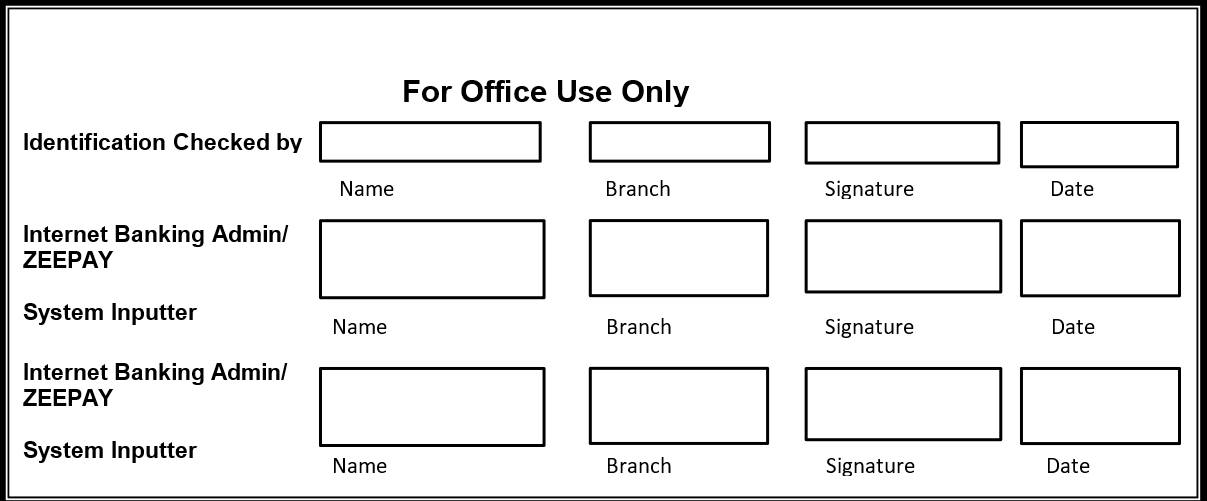 For Office Use Only
Identification Checked by
Name Branch Signature Date
Internet Banking Admin/
ZEEPAY
System Inputter
Name Branch Signature Date
Internet Banking Admin/
ZEEPAY
System Inputter
Name Branch Signature Date